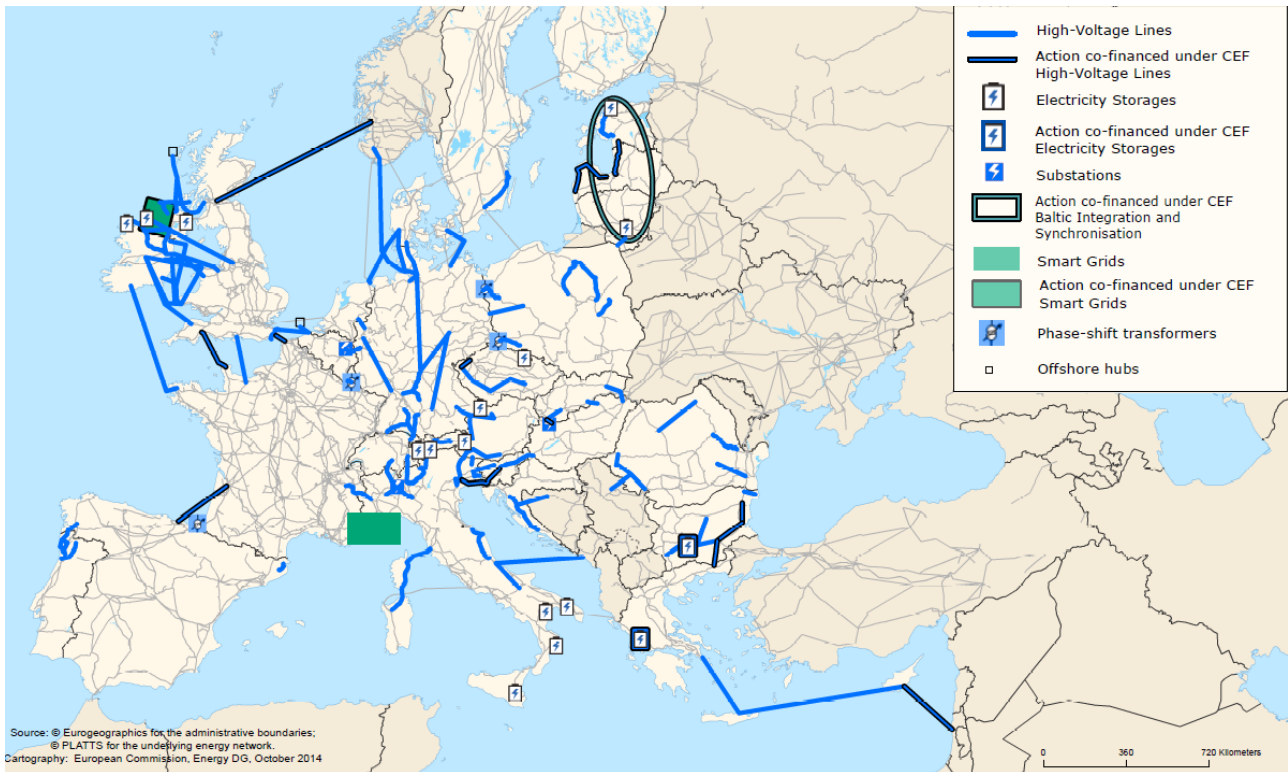 High-Voltage Lines
Action co-financed under CEF
High-Voltage Lines
Electricity Storages
Action co-financed under CEF
Electricity Storages
Substations
Action co-financed under CEF
Baltic Integration and
Synchronisation
Smart Grids
Action co-financed under CEF
Smart Grids
Phase-shift transformers
Offshore hubs
Source: © Eurogeographics for the administrative boundaries;
© PLATTS for the underlying energy network.
Cartography: European Commission, Energy DG, October 2014
0 360 720 Kilometers